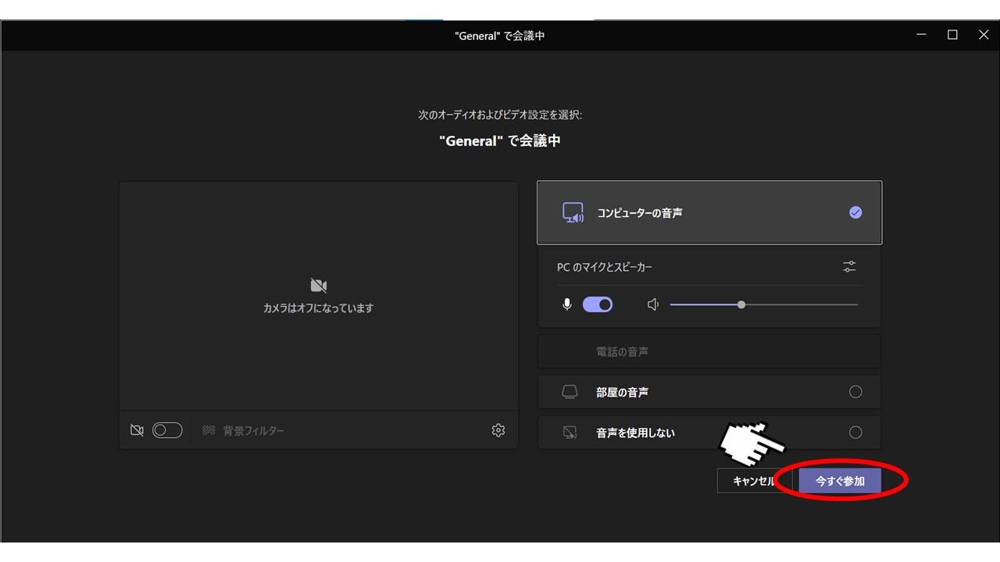 "General" で会議中
次のオーディオおよびビデオ設定を選択:
"General" で会議中
カメラはオフになっています
背景フィルター
コンピューターの音声
PC のマイクとスピーカー
電話の音声
部屋の音声
音声を使用しない
キャンセル
今すぐ参加